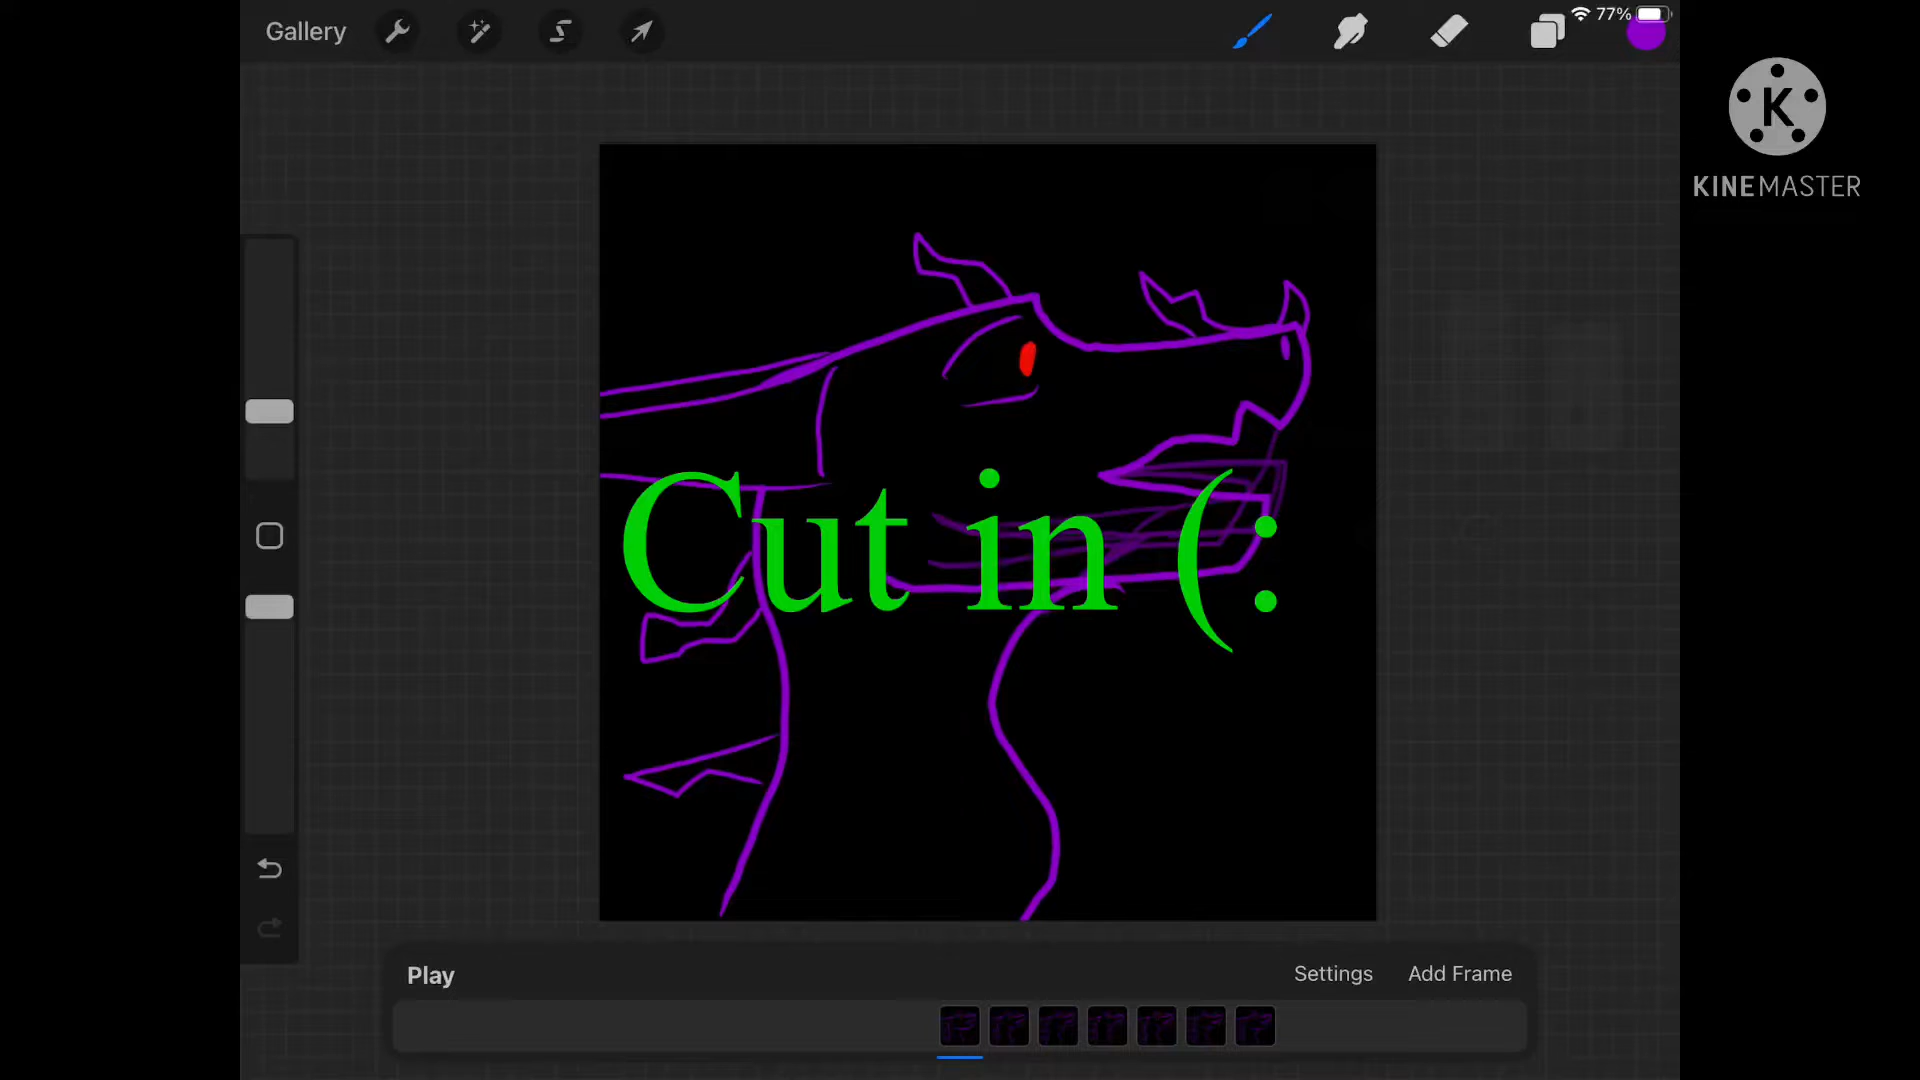 Gallery
77%
KINEMASTER
Cut in (:
Play
Settings
Add Frame